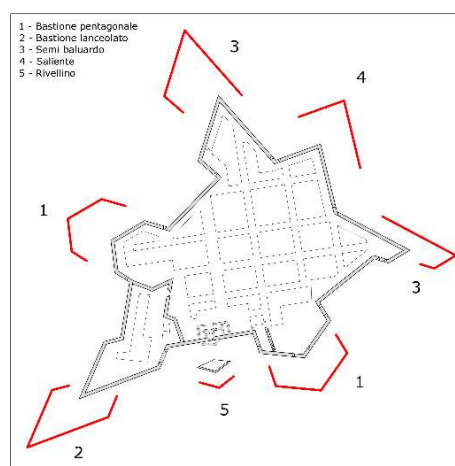 1 - Bastione pentagonale
2 - Bastione lanceolato
3 - Semi baluardo
4 - Saliente
5 - Rivellino
3
4
1
3
1
5
2